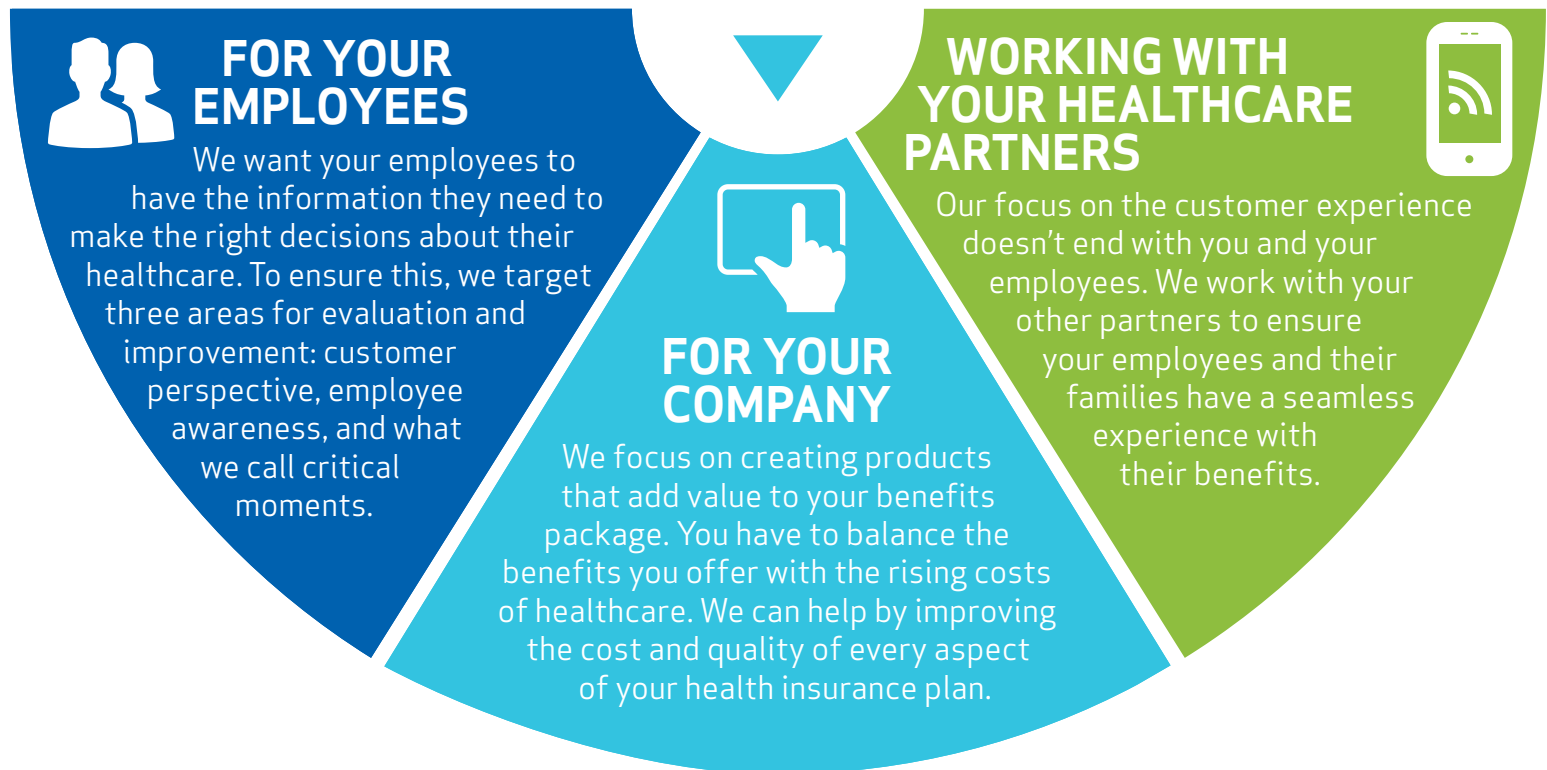 FOR YOUR
EMPLOYEES
We want your employees to
have the information they need to
make the right decisions about their
healthcare. To ensure this, we target
three areas for evaluation and
improvement: customer
perspective, employee
awareness, and what
we call critical
moments.
FOR YOUR
COMPANY
We focus on creating products
that add value to your benefits
package. You have to balance the
benefits you offer with the rising costs
of healthcare. We can help by improving
the cost and quality of every aspect
of your health insurance plan.
WORKING WITH
YOUR HEALTHCARE
PARTNERS
Our focus on the customer experience
doesn’t end with you and your
employees. We work with your
other partners to ensure
your employees and their
families have a seamless
experience with
their benefits.